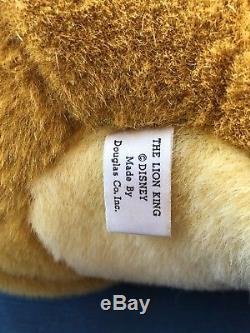 THE LION KING
© DISNEY
Made By
Douglas Co. Inc.